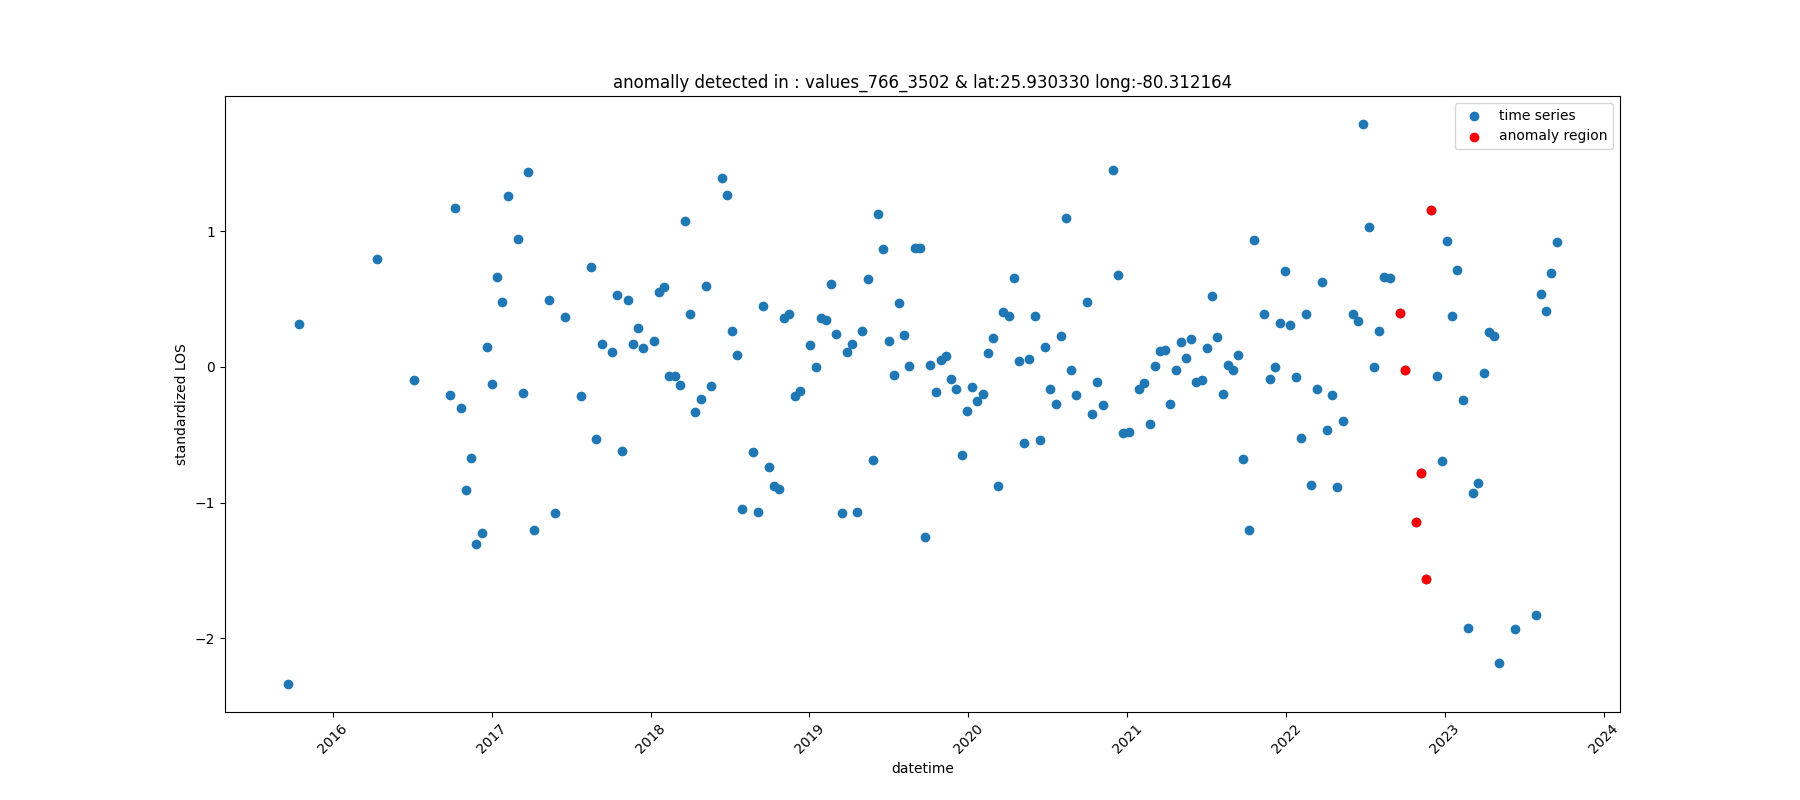 anomally detected in : values_766_3502 & lat:25.930330 long:-80.312164
time series
anomaly region
standardized LOS
1
0
−1
−2
2016
2017
2018
2019
2020
2021
2022
2023
2024
datetime